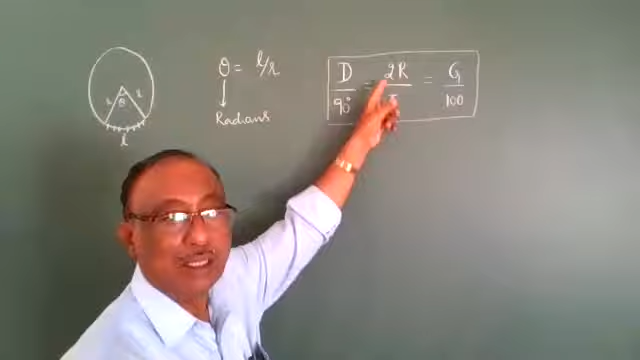 θ = l/r
Radians
D/90° = 2R/π = G/100
r θ r
l